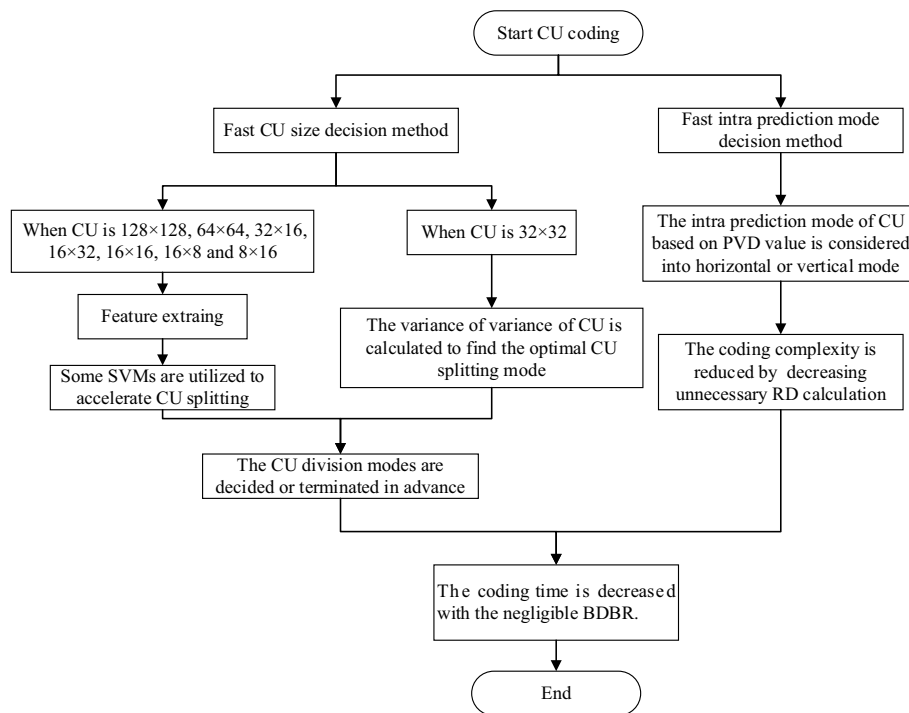 Start CU coding
Fast CU size decision method
Fast intra prediction mode
decision method
When CU is 128×128, 64×64, 32×16,
16×32, 16×16, 16×8 and 8×16
When CU is 32×32
The intra prediction mode of CU
based on PVD value is considered
into horizontal or vertical mode
Feature extraing
The variance of variance of CU is
calculated to find the optimal CU
splitting mode
The coding complexity is
reduced by decreasing
unnecessary RD calculation
Some SVMs are utilized to
accelerate CU splitting
The CU division modes are
decided or terminated in advance
The coding time is decreased
with the negligible BDBR.
End